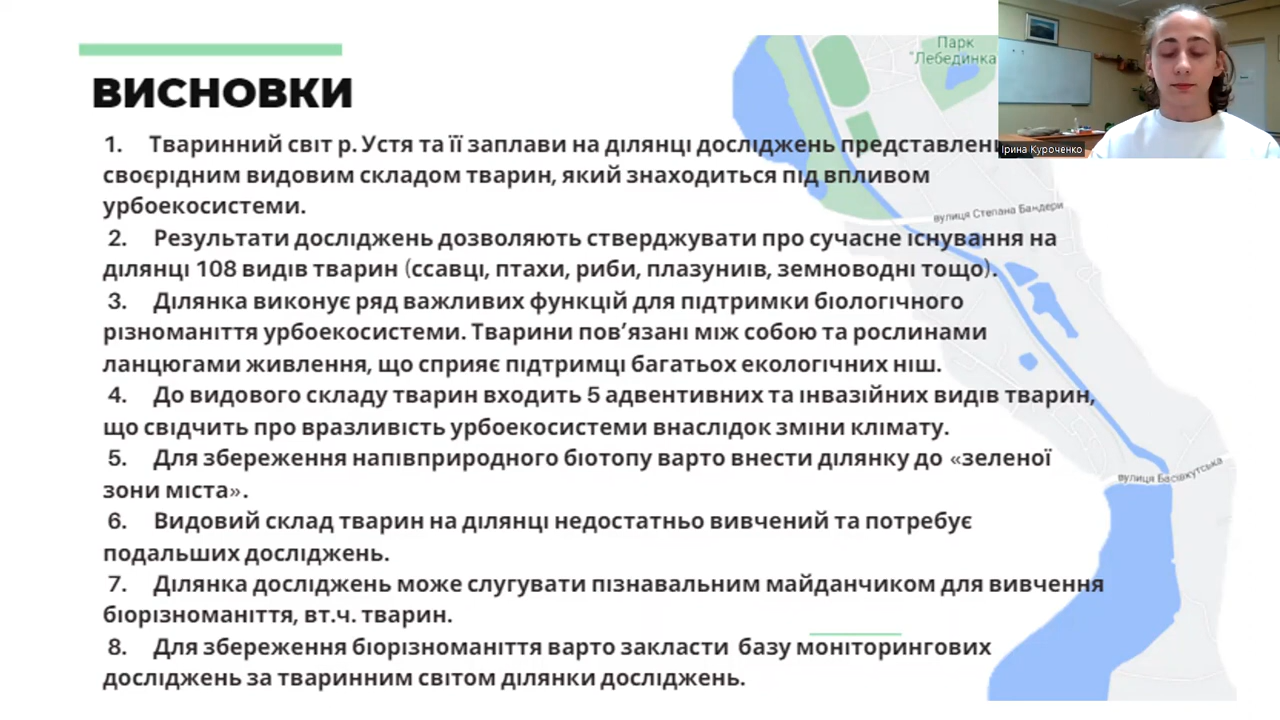 Парк
"Лебединка
ВИСНОВКИ
Ірина Куроченко
1. Тваринний світ р. Устя та її заплави на ділянці досліджень представлен
своєрідним видовим складом тварин, який знаходиться під впливом
урбоекосистеми.
вулиця Степана Бандери
2. Результати досліджень дозволяють стверджувати про сучасне існування на
ділянці 108 видів тварин (ссавці, птахи, риби, плазуниів, земноводні тощо).
3. Ділянка виконує ряд важливих функцій для підтримки біологічного
різноманіття урбоекосистеми. Тварини пов’язані між собою та рослинами
ланцюгами живлення, що сприяє підтримці багатьох екологічних ніш.
4. До видового складу тварин входить 5 адвентивних та інвазійних видів тварин,
що свідчить про вразливість урбоекосистеми внаслідок зміни клімату.
5. Для збереження напівприродного біотопу варто внести ділянку до «зеленої
зони міста».
вулиця Басівкутська
6. Видовий склад тварин на ділянці недостатньо вивчений та потребує
подальших досліджень.
7. Ділянка досліджень може слугувати пізнавальним майданчиком для вивчення
біорізноманіття, вт.ч. тварин.
8. Для збереження біорізноманіття варто закласти базу моніторингових
досліджень за тваринним світом ділянки досліджень.